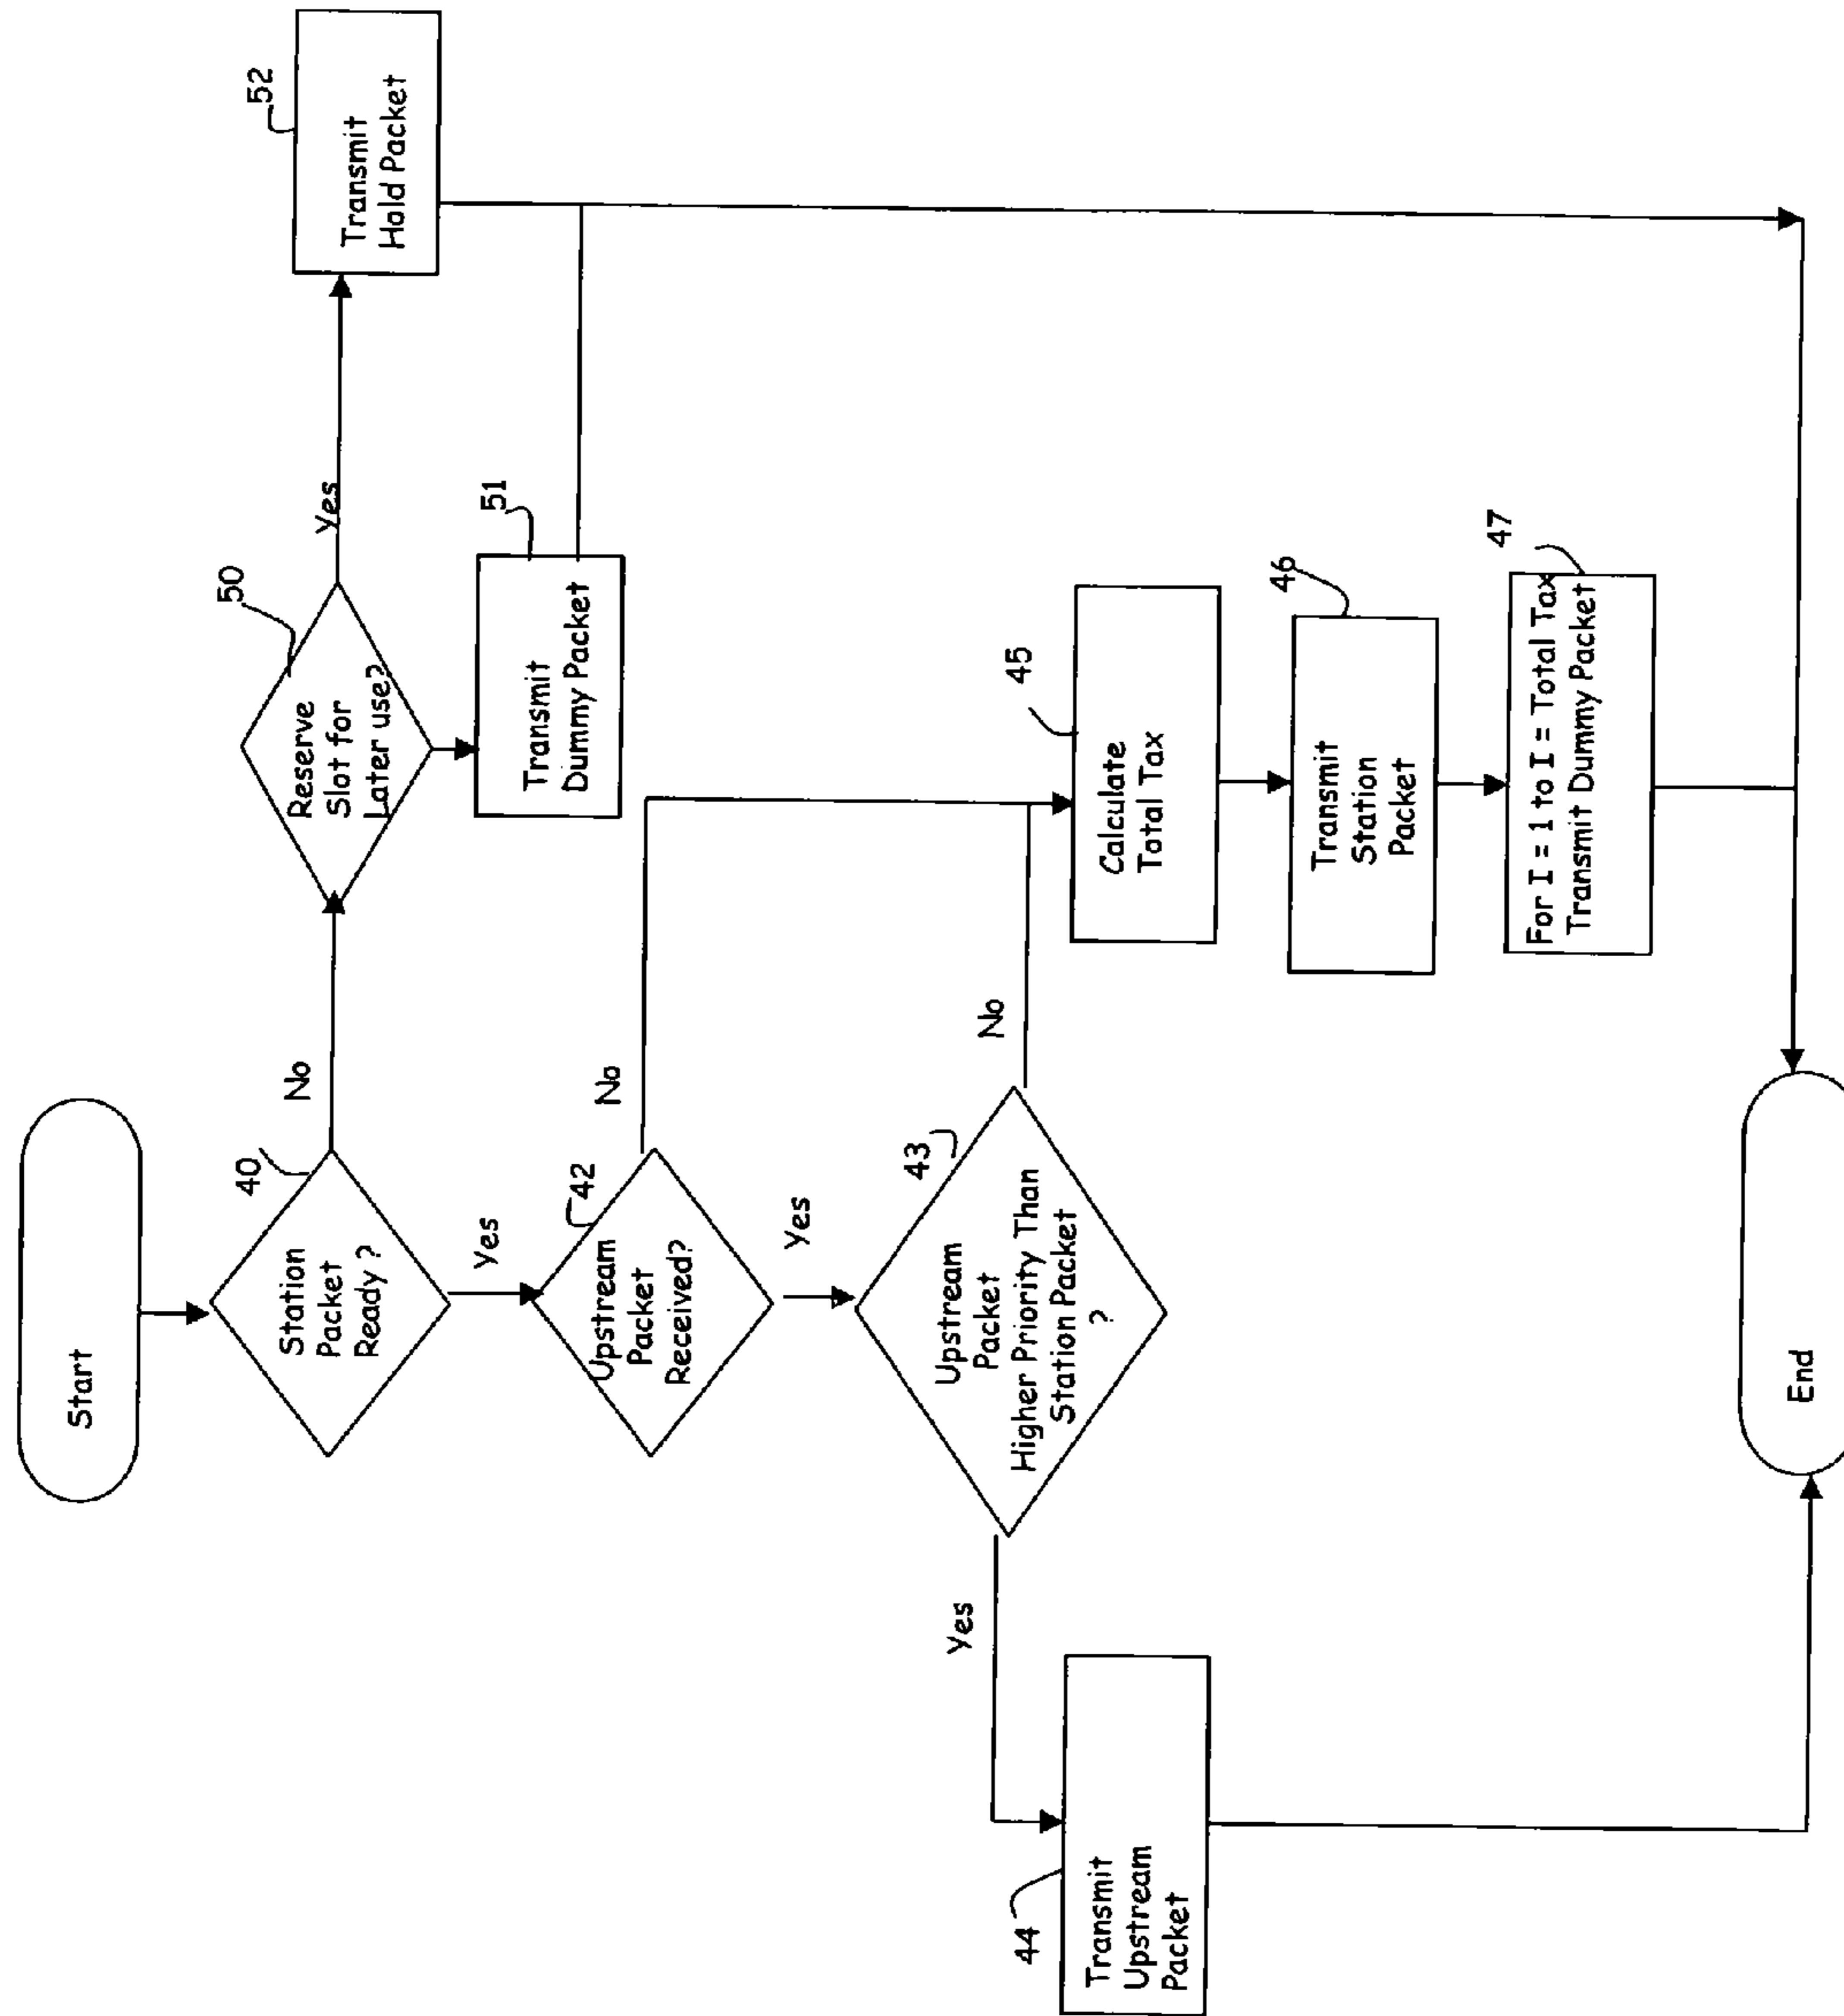 Start
40
Station
Packet
Ready ?
No
Yes
50
Reserve
Slot for
Later use?
Yes
52
Transmit
Hold Packet
51
Transmit
Dummy Packet
42
Upstream
Packet
Received?
No
Yes
43
Upstream
Packet
Higher Priority Than
Station Packet
?
No
Yes
44
Transmit
Upstream
Packet
45
Calculate
Total Tax
46
Transmit
Station
Packet
47
For I = 1 to I = Total Tax
Transmit Dummy Packet
End